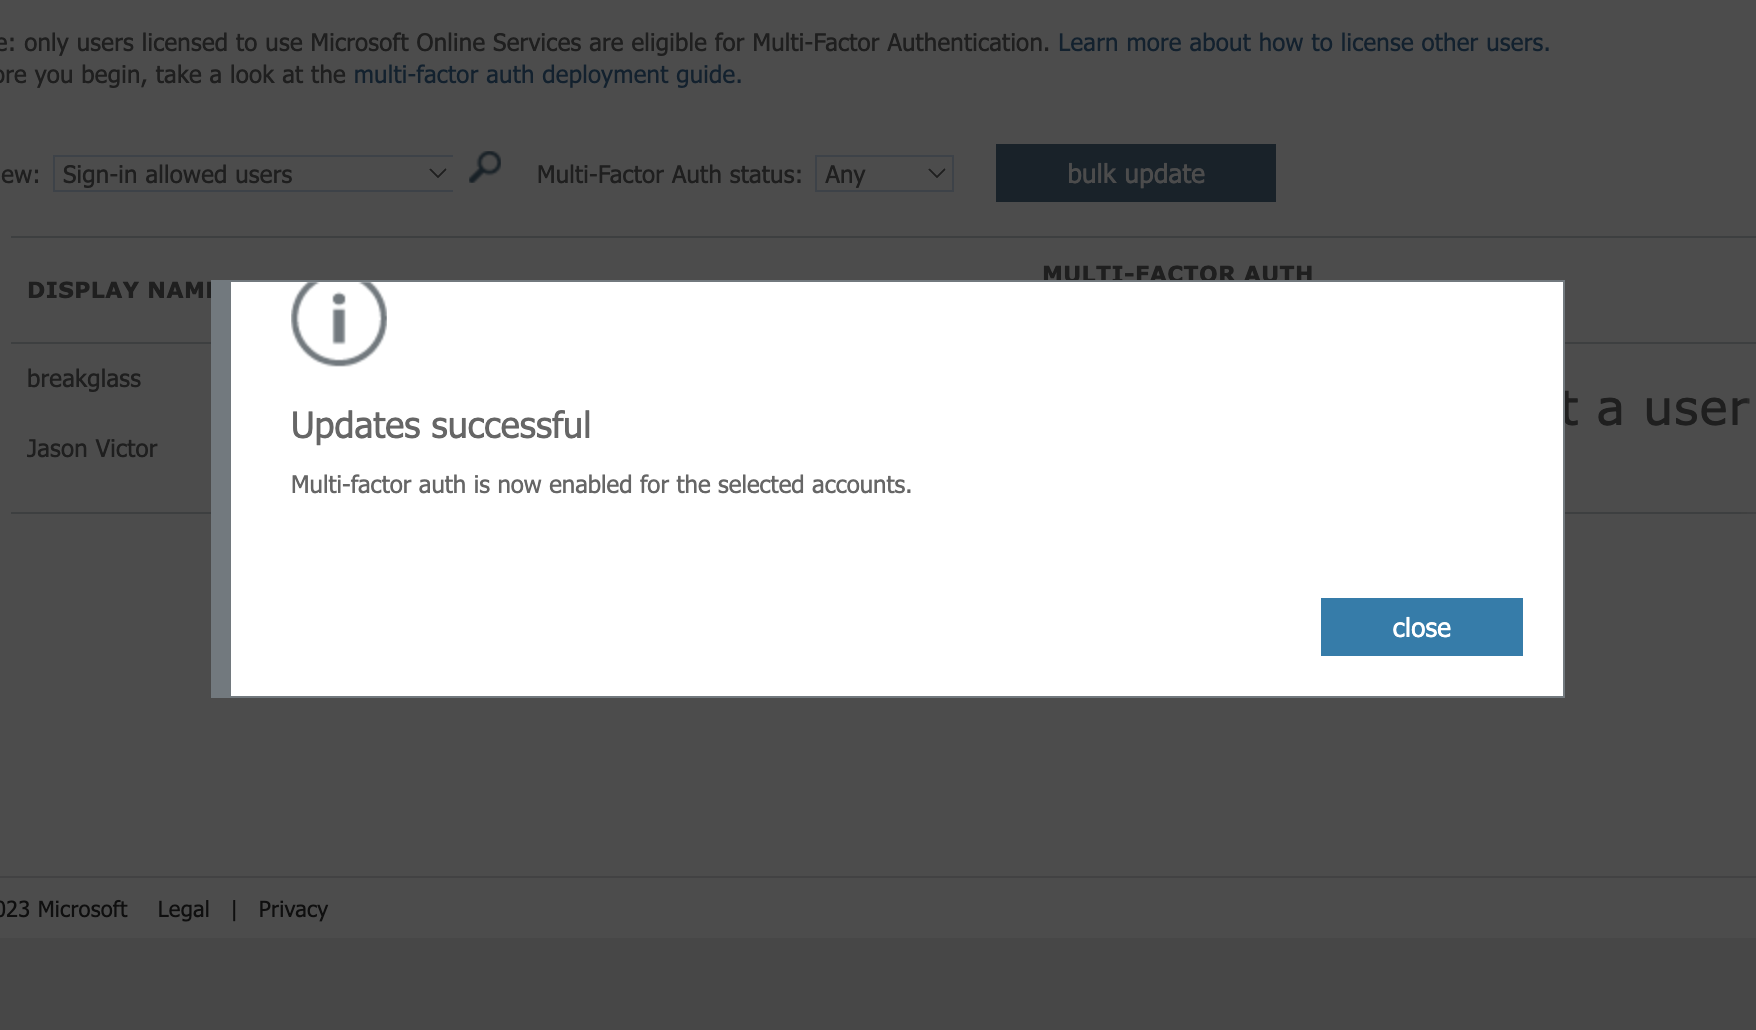 e: only users licensed to use Microsoft Online Services are eligible for Multi-Factor Authentication. Learn more about how to license other users.
ore you begin, take a look at the multi-factor auth deployment guide.
ew: Sign-in allowed users Multi-Factor Auth status: Any bulk update
MULTI-FACTOR AUTH
DISPLAY NAM
breakglass
t a user
Jason Victor
Updates successful
Multi-factor auth is now enabled for the selected accounts.
close
023 Microsoft Legal | Privacy